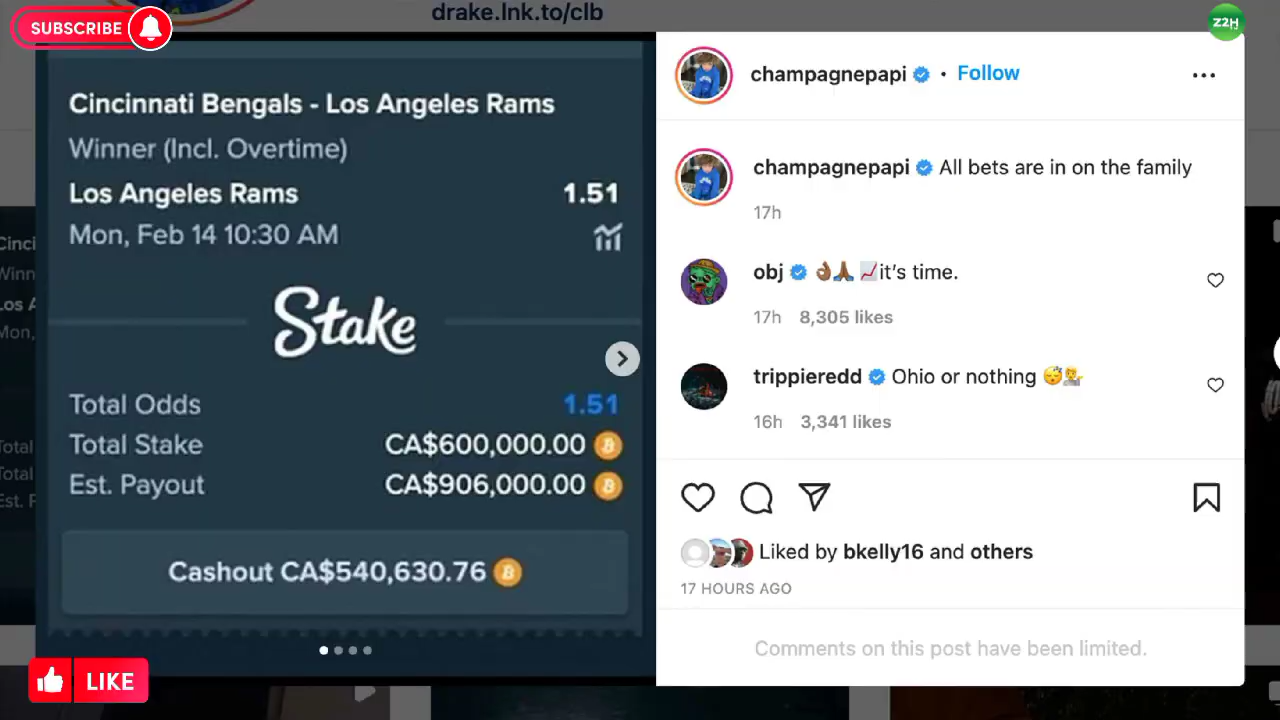 drake.lnk.to/clb
SUBSCRIBE
Z2H
Cincinnati Bengals - Los Angeles Rams
Winner (Incl. Overtime)
Los Angeles Rams 1.51
Mon, Feb 14 10:30 AM
Stake
Total Odds 1.51
Total Stake CA$600,000.00
Est. Payout CA$906,000.00
Cashout CA$540,630.76
LIKE
champagnepapi • Follow
champagnepapi All bets are in on the family
17h
obj 👌🏾🙏🏾📈it's time.
17h 8,305 likes
trippieredd Ohio or nothing 😴💁‍♂️
16h 3,341 likes
Liked by bkelly16 and others
17 HOURS AGO
Comments on this post have been limited.